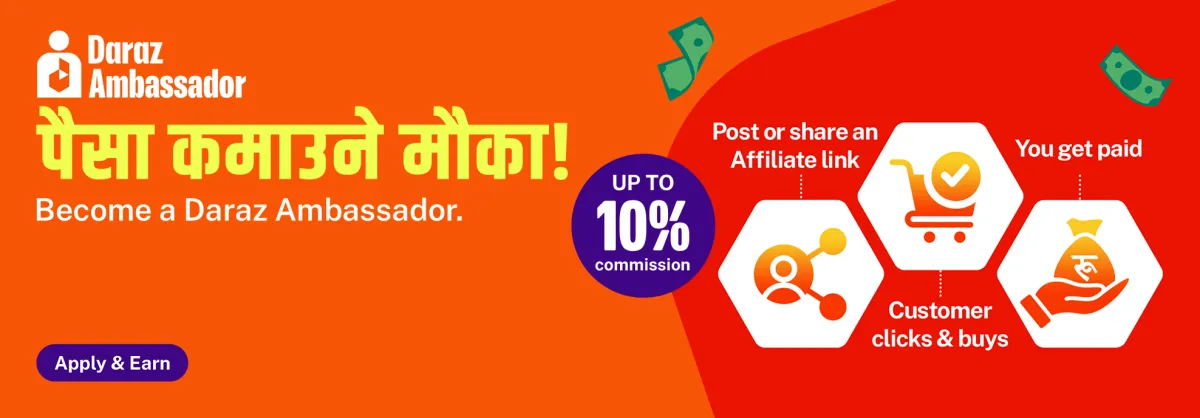 Daraz
Ambassador
पैसा कमाउने मौका!
Become a Daraz Ambassador.
Apply & Earn
UP TO
10%
commission
Post or share an
Affiliate link
Customer
clicks & buys
You get paid
रू